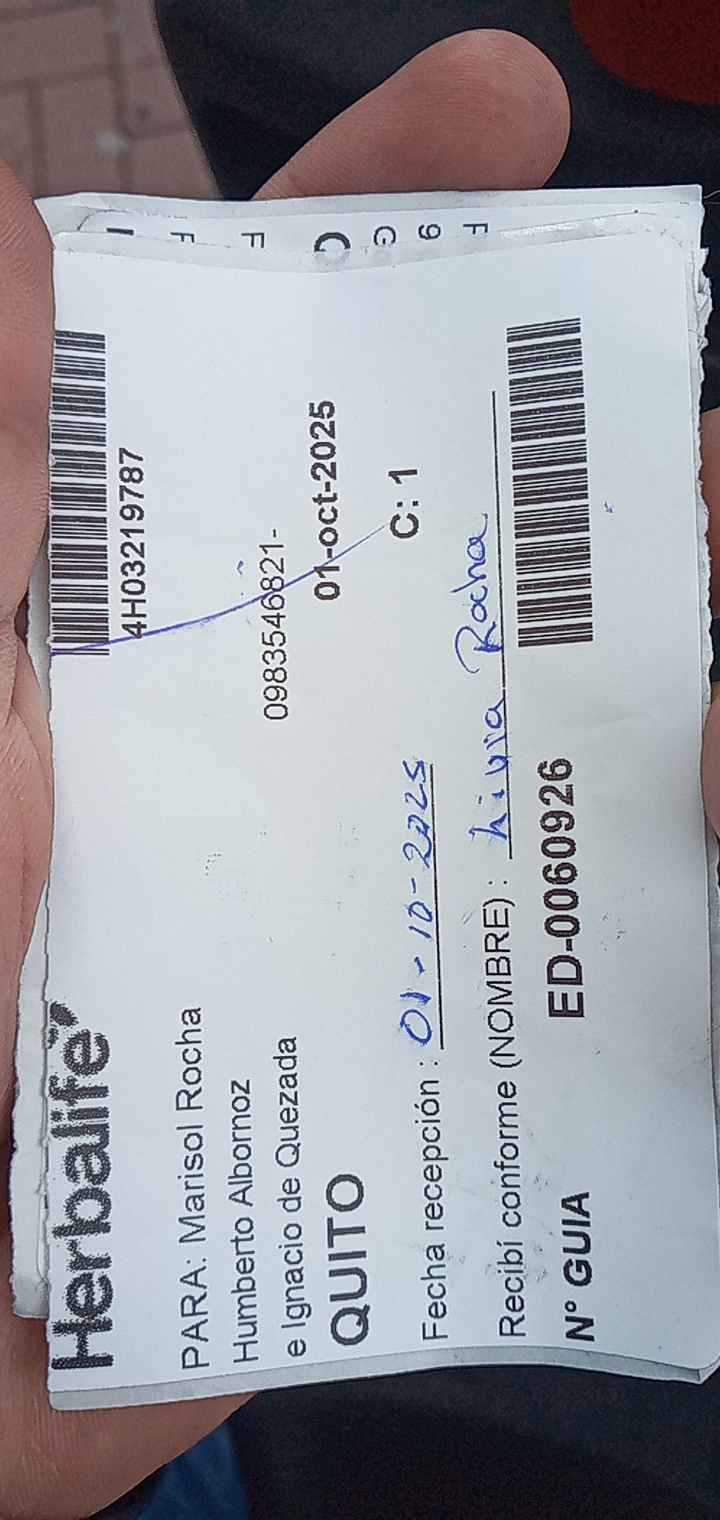 Herbalife
4H03219787
PARA: Marisol Rocha
Humberto Albornoz
0983546821-
e Ignacio de Quezada
QUITO
01-oct-2025
C: 1
Fecha recepción : 01-10-2025
Recibí conforme (NOMBRE) : Livia Rocha
N° GUIA ED-0060926